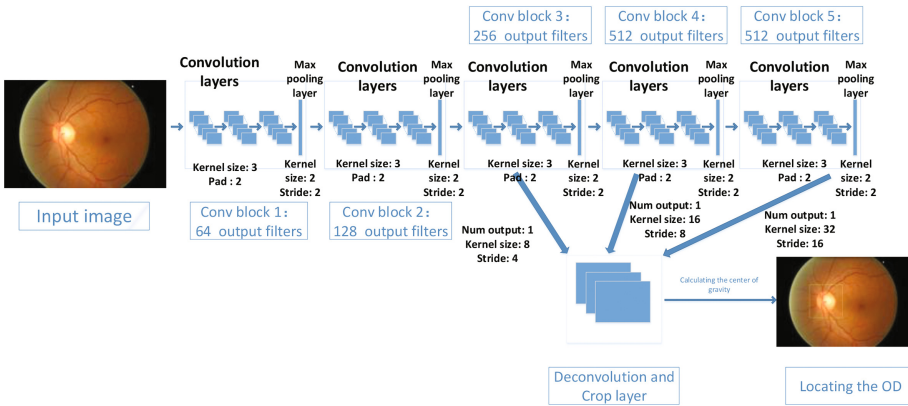 Conv block 3：
256 output filters
Conv block 4：
512 output filters
Conv block 5：
512 output filters
Convolution
layers
Max
pooling
layer
Convolution
layers
Max
pooling
layer
Convolution
layers
Max
pooling
layer
Convolution
layers
Max
pooling
layer
Convolution
layers
Max
pooling
layer
Kernel size: 3
Pad : 2
Kernel
size: 2
Stride: 2
Kernel size: 3
Pad : 2
Kernel
size: 2
Stride: 2
Kernel size: 3
Pad : 2
Kernel
size: 2
Stride: 2
Kernel size: 3
Pad : 2
Kernel
size: 2
Stride: 2
Kernel size: 3
Pad : 2
Kernel
size: 2
Stride: 2
Input image
Conv block 1：
64 output filters
Conv block 2：
128 output filters
Num output: 1
Kernel size: 8
Stride: 4
Num output: 1
Kernel size: 16
Stride: 8
Num output: 1
Kernel size: 32
Stride: 16
Calculating the center of
gravity
Deconvolution and
Crop layer
Locating the OD